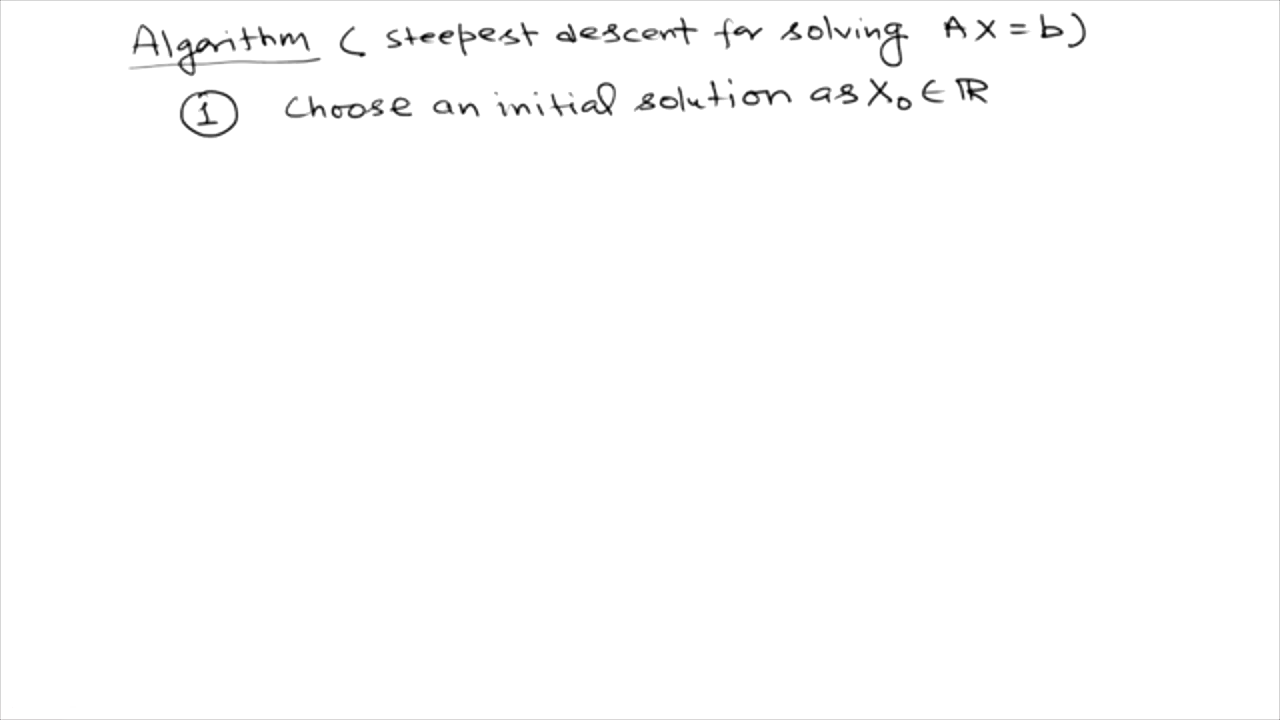 Algorithm ( steepest descent for solving AX = b)
① Choose an initial solution as X₀ ∈ ℝ